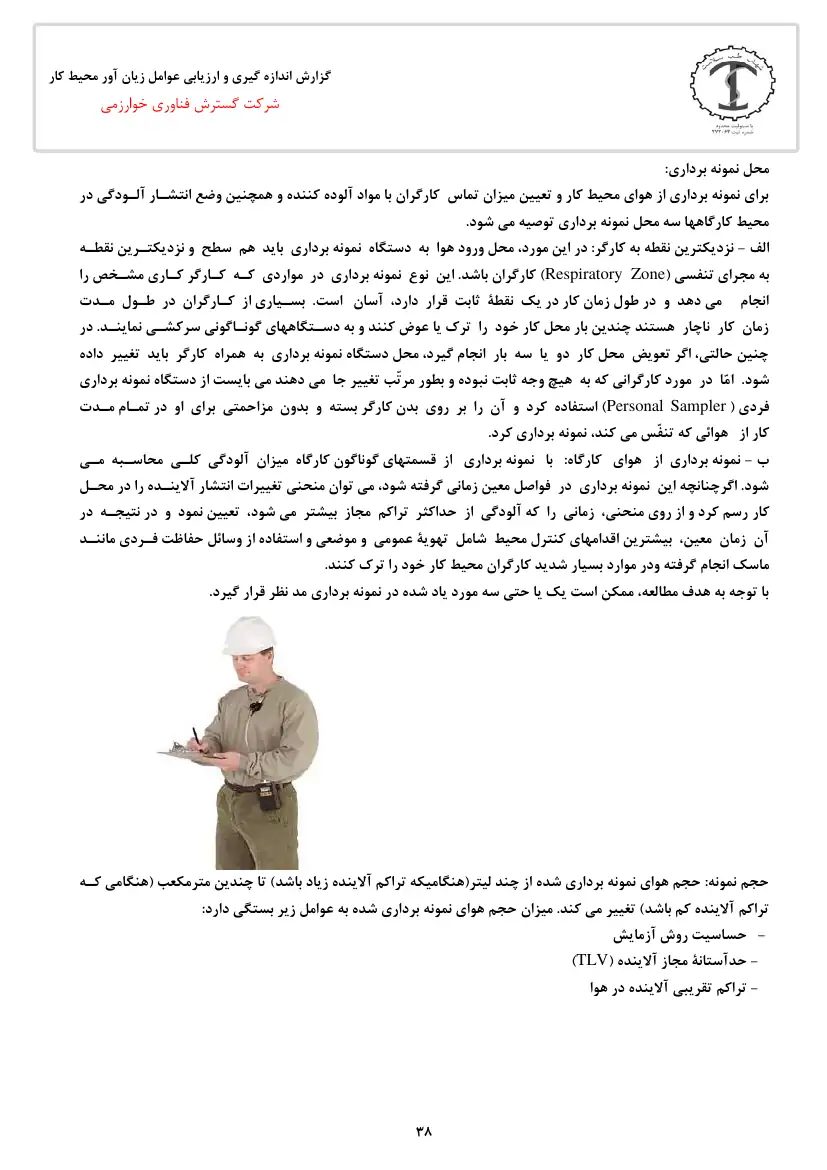 گزارش اندازه گیری و ارزیابی عوامل زیان آور محیط کار
شرکت گسترش فناوری خوارزمی
شهاب طب سلامت
با مسئولیت محدود
محل نمونه برداری:
برای نمونه برداری از هوای محیط کار و تعیین میزان تماس کارگران با مواد آلوده کننده و همچنین وضع انتشار آلودگی در
محیط کارگاهها سه محل نمونه برداری توصیه می شود.
الف - نزدیکترین نقطه به کارگر: در این مورد، محل ورود هوا به دستگاه نمونه برداری باید هم سطح و نزدیکترین نقطه
به مجرای تنفسی (Respiratory Zone) کارگران باشد. این نوع نمونه برداری در مواردی که کارگر کاری مشخص را
انجام می دهد و در طول زمان کار در یک نقطهٔ ثابت قرار دارد، آسان است. بسیاری از کارگران در طول مدت
زمان کار ناچار هستند چندین بار محل کار خود را ترک یا عوض کنند و به دستگاههای گوناگونی سرکشی نمایند. در
چنین حالتی، اگر تعویض محل کار دو یا سه بار انجام گیرد، محل دستگاه نمونه برداری به همراه کارگر باید تغییر داده
شود. امّا در مورد کارگرانی که به هیچ وجه ثابت نبوده و بطور مرتّب تغییر جا می دهند می بایست از دستگاه نمونه برداری
فردی ( Personal Sampler) استفاده کرد و آن را بر روی بدن کارگر بسته و بدون مزاحمتی برای او در تمام مدت
کار از هوائی که تنفّس می کند، نمونه برداری کرد.
ب - نمونه برداری از هوای کارگاه: با نمونه برداری از قسمتهای گوناگون کارگاه میزان آلودگی کلی محاسبه می
شود. اگرچنانچه این نمونه برداری در فواصل معین زمانی گرفته شود، می توان منحنی تغییرات انتشار آلاینده را در محل
کار رسم کرد و از روی منحنی، زمانی را که آلودگی از حداکثر تراکم مجاز بیشتر می شود، تعیین نمود و در نتیجه در
آن زمان معین، بیشترین اقدامهای کنترل محیط شامل تهویهٔ عمومی و موضعی و استفاده از وسائل حفاظت فردی مانند
ماسک انجام گرفته ودر موارد بسیار شدید کارگران محیط کار خود را ترک کنند.
با توجه به هدف مطالعه، ممکن است یک یا حتی سه مورد یاد شده در نمونه برداری مد نظر قرار گیرد.
حجم نمونه: حجم هوای نمونه برداری شده از چند لیتر(هنگامیکه تراکم آلاینده زیاد باشد) تا چندین مترمکعب (هنگامی که
تراکم آلاینده کم باشد) تغییر می کند. میزان حجم هوای نمونه برداری شده به عوامل زیر بستگی دارد:
- حساسیت روش آزمایش
- حدآستانهٔ مجاز آلاینده (TLV)
- تراکم تقریبی آلاینده در هوا
۳۸